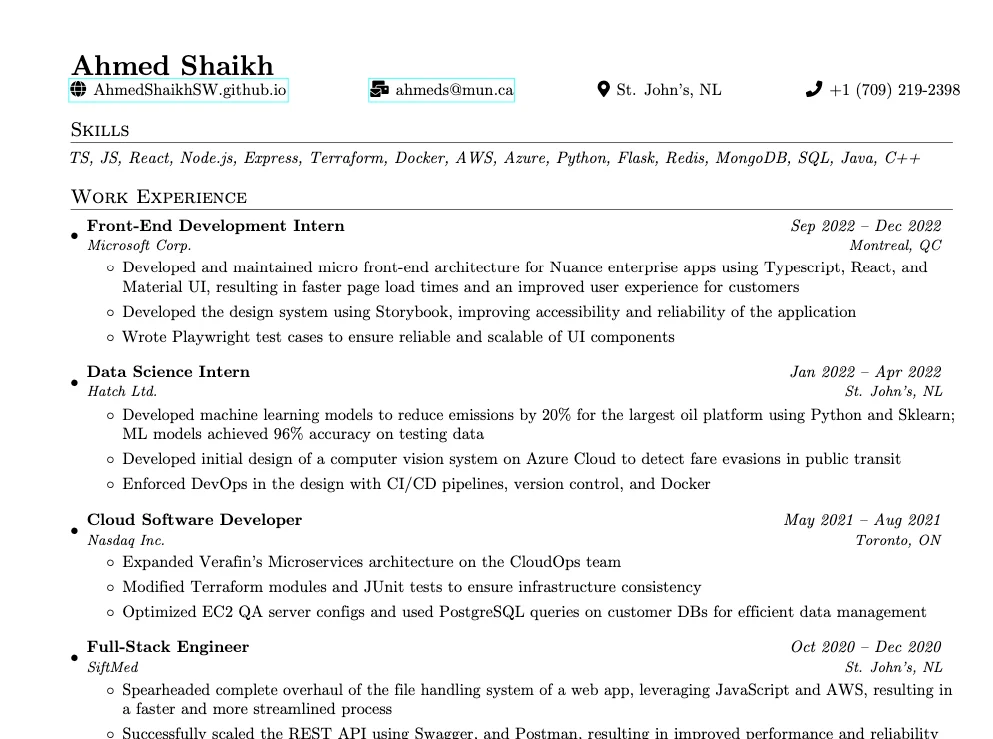 Ahmed Shaikh
AhmedShaikhSW.github.io ahmeds@mun.ca St. John's, NL +1 (709) 219-2398
Skills
TS, JS, React, Node.js, Express, Terraform, Docker, AWS, Azure, Python, Flask, Redis, MongoDB, SQL, Java, C++
Work Experience
• Front-End Development Intern Sep 2022 – Dec 2022
Microsoft Corp. Montreal, QC
◦ Developed and maintained micro front-end architecture for Nuance enterprise apps using Typescript, React, and
Material UI, resulting in faster page load times and an improved user experience for customers
◦ Developed the design system using Storybook, improving accessibility and reliability of the application
◦ Wrote Playwright test cases to ensure reliable and scalable of UI components
• Data Science Intern Jan 2022 – Apr 2022
Hatch Ltd. St. John's, NL
◦ Developed machine learning models to reduce emissions by 20% for the largest oil platform using Python and Sklearn;
ML models achieved 96% accuracy on testing data
◦ Developed initial design of a computer vision system on Azure Cloud to detect fare evasions in public transit
◦ Enforced DevOps in the design with CI/CD pipelines, version control, and Docker
• Cloud Software Developer May 2021 – Aug 2021
Nasdaq Inc. Toronto, ON
◦ Expanded Verafin's Microservices architecture on the CloudOps team
◦ Modified Terraform modules and JUnit tests to ensure infrastructure consistency
◦ Optimized EC2 QA server configs and used PostgreSQL queries on customer DBs for efficient data management
• Full-Stack Engineer Oct 2020 – Dec 2020
SiftMed St. John's, NL
◦ Spearheaded complete overhaul of the file handling system of a web app, leveraging JavaScript and AWS, resulting in
a faster and more streamlined process
◦ Successfully scaled the REST API using Swagger, and Postman, resulting in improved performance and reliability